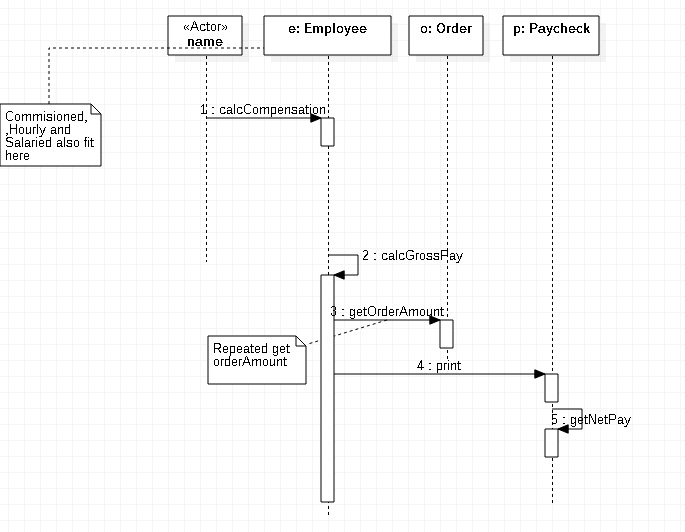 «Actor»
name
e: Employee
o: Order
p: Paycheck
Commisioned,
,Hourly and
Salaried also fit
here
1 : calcCompensation
2 : calcGrossPay
3 : getOrderAmount
Repeated get
orderAmount
4 : print
5 : getNetPay